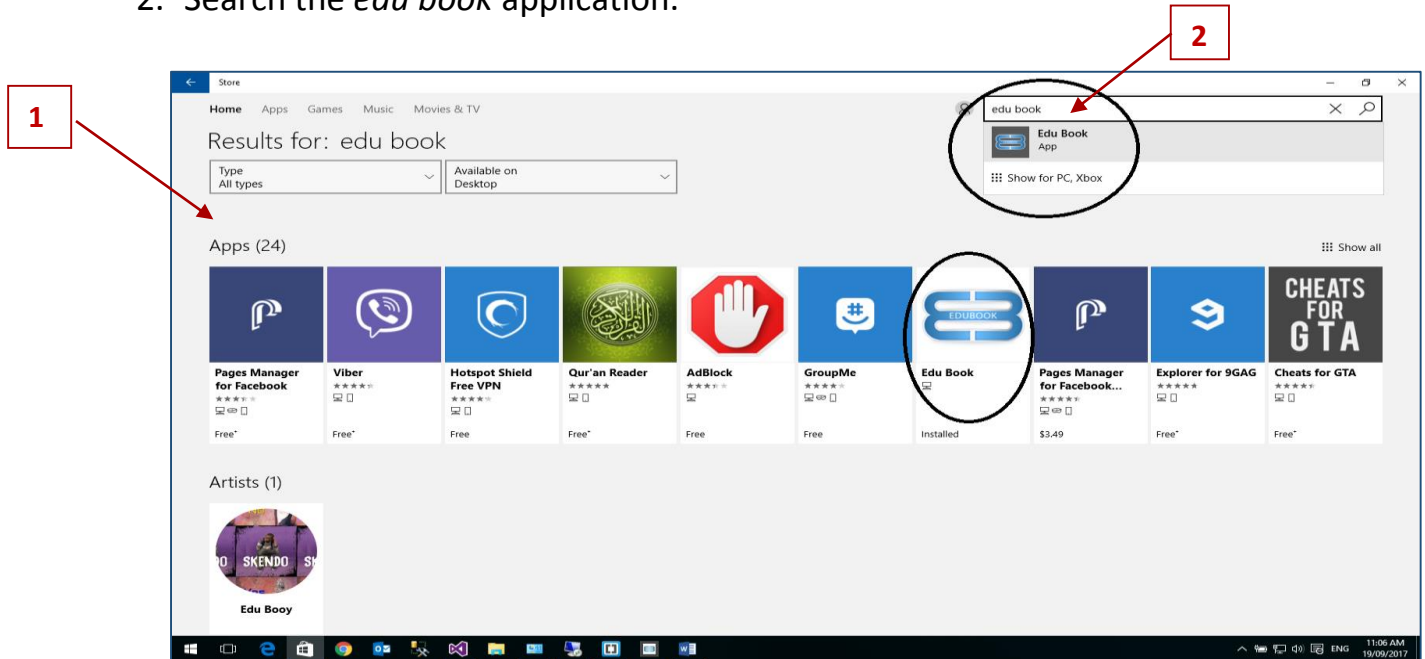 2. Search the edu book application.
2
1
Store
Home Apps Games Music Movies & TV
edu book
Results for: edu book
Edu Book
App
Type
All types
Available on
Desktop
Show for PC, Xbox
Apps (24)
Show all
EDUBOOK
CHEATS
FOR
GTA
Pages Manager
for Facebook
Viber
Hotspot Shield
Free VPN
Qur'an Reader
AdBlock
GroupMe
Edu Book
Pages Manager
for Facebook...
Explorer for 9GAG
Cheats for GTA
Free+ Free+ Free Free+ Free Free Installed $3.49 Free+ Free+
Artists (1)
SKENDO
Edu Booy
ENG
11:06 AM
19/09/2017